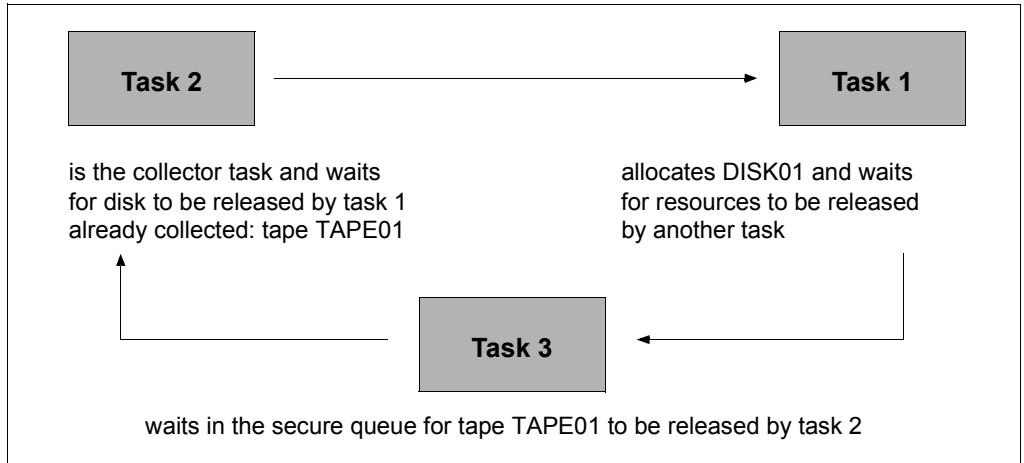 Task 2
Task 1
is the collector task and waits
for disk to be released by task 1
already collected: tape TAPE01
allocates DISK01 and waits
for resources to be released
by another task
Task 3
waits in the secure queue for tape TAPE01 to be released by task 2